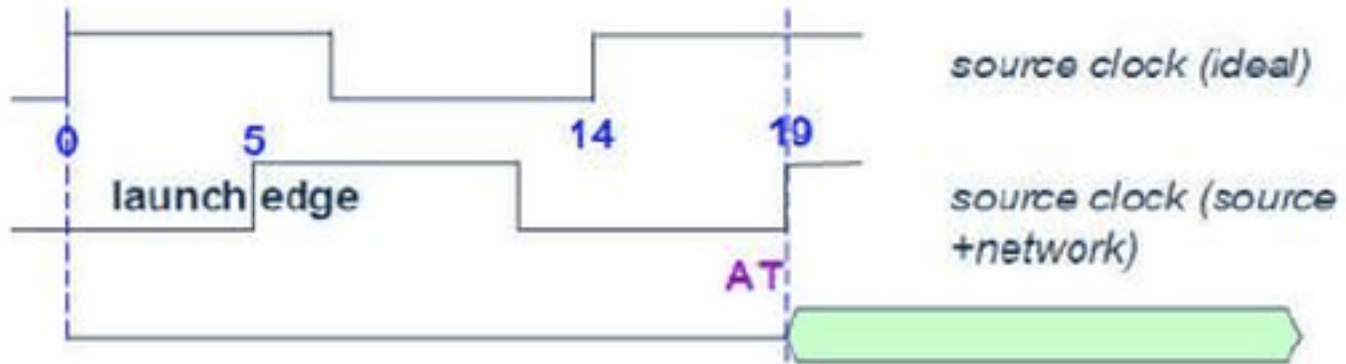 source clock (ideal)
0 5 14 19
launch edge
source clock (source
+network)
AT